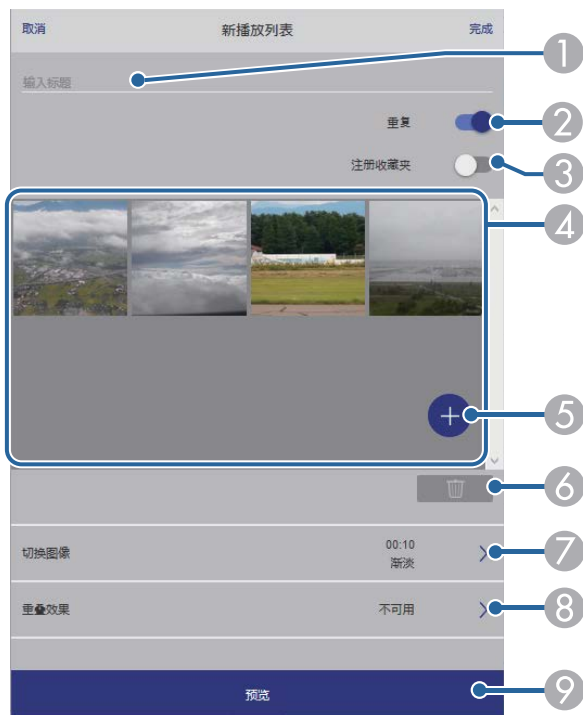 取消 新播放列表 完成
输入标题
1
重复
2
注册收藏夹
3
4
5
6
切换图像
00:10
渐淡
7
重叠效果 不可用
8
预览
9